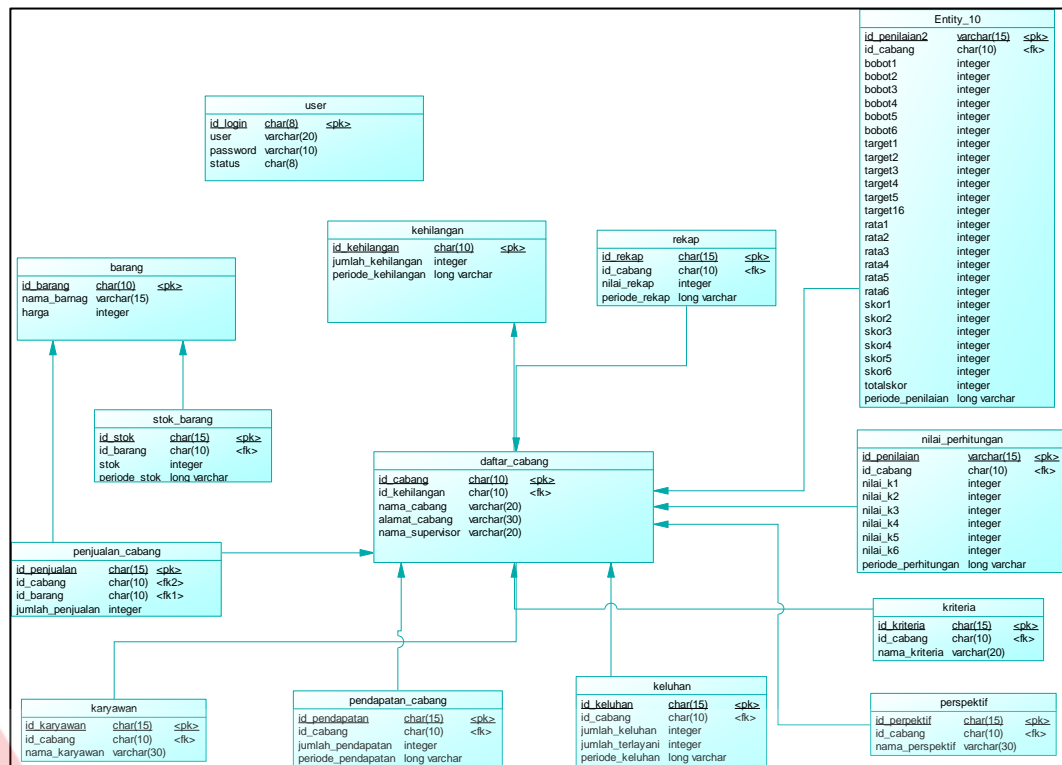 Entity_10
id_penilaian2 varchar(15) <pk>
id_cabang char(10) <fk>
bobot1 integer
bobot2 integer
bobot3 integer
bobot4 integer
bobot5 integer
bobot6 integer
target1 integer
target2 integer
target3 integer
target4 integer
target5 integer
target16 integer
rata1 integer
rata2 integer
rata3 integer
rata4 integer
rata5 integer
rata6 integer
skor1 integer
skor2 integer
skor3 integer
skor4 integer
skor5 integer
skor6 integer
totalskor integer
periode_penilaian long varchar
user
id_login char(8) <pk>
user varchar(20)
password varchar(10)
status char(8)
kehilangan
id_kehilangan char(10) <pk>
jumlah_kehilangan integer
periode_kehilangan long varchar
rekap
id_rekap char(15) <pk>
id_cabang char(10) <fk>
nilai_rekap integer
periode_rekap long varchar
barang
id_barang char(10) <pk>
nama_barnag varchar(15)
harga integer
stok_barang
id_stok char(15) <pk>
id_barang char(10) <fk>
stok integer
periode_stok long varchar
daftar_cabang
id_cabang char(10) <pk>
id_kehilangan char(10) <fk>
nama_cabang varchar(20)
alamat_cabang varchar(30)
nama_supervisor varchar(20)
nilai_perhitungan
id_penilaian varchar(15) <pk>
id_cabang char(10) <fk>
nilai_k1 integer
nilai_k2 integer
nilai_k3 integer
nilai_k4 integer
nilai_k5 integer
nilai_k6 integer
periode_perhitungan long varchar
penjualan_cabang
id_penjualan char(15) <pk>
id_cabang char(10) <fk2>
id_barang char(10) <fk1>
jumlah_penjualan integer
kriteria
id_kriteria char(15) <pk>
id_cabang char(10) <fk>
nama_kriteria varchar(20)
karyawan
id_karyawan char(15) <pk>
id_cabang char(10) <fk>
nama_karyawan varchar(30)
pendapatan_cabang
id_pendapatan char(15) <pk>
id_cabang char(10) <fk>
jumlah_pendapatan integer
periode_pendapatan long varchar
keluhan
id_keluhan char(15) <pk>
id_cabang char(10) <fk>
jumlah_keluhan integer
jumlah_terlayani integer
periode_keluhan long varchar
perspektif
id_perpektif char(15) <pk>
id_cabang char(10) <fk>
nama_perspektif varchar(30)